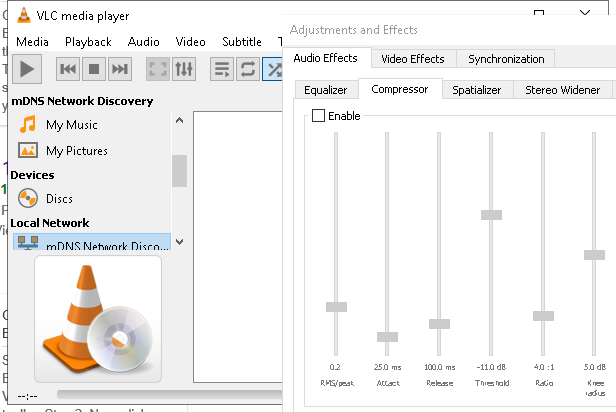 VLC media player
Media Playback Audio Video Subtitle
mDNS Network Discovery
My Music
My Pictures
Devices
Discs
Local Network
mDNS Network Disco...
--:--
Adjustments and Effects
Audio Effects Video Effects Synchronization
Equalizer Compressor Spatializer Stereo Widener
Enable
0.2 25.0 ms 100.0 ms -11.0 dB 4.0 :1 5.0 dB
RMS/peak Attack Release Threshold Ratio Knee
radius